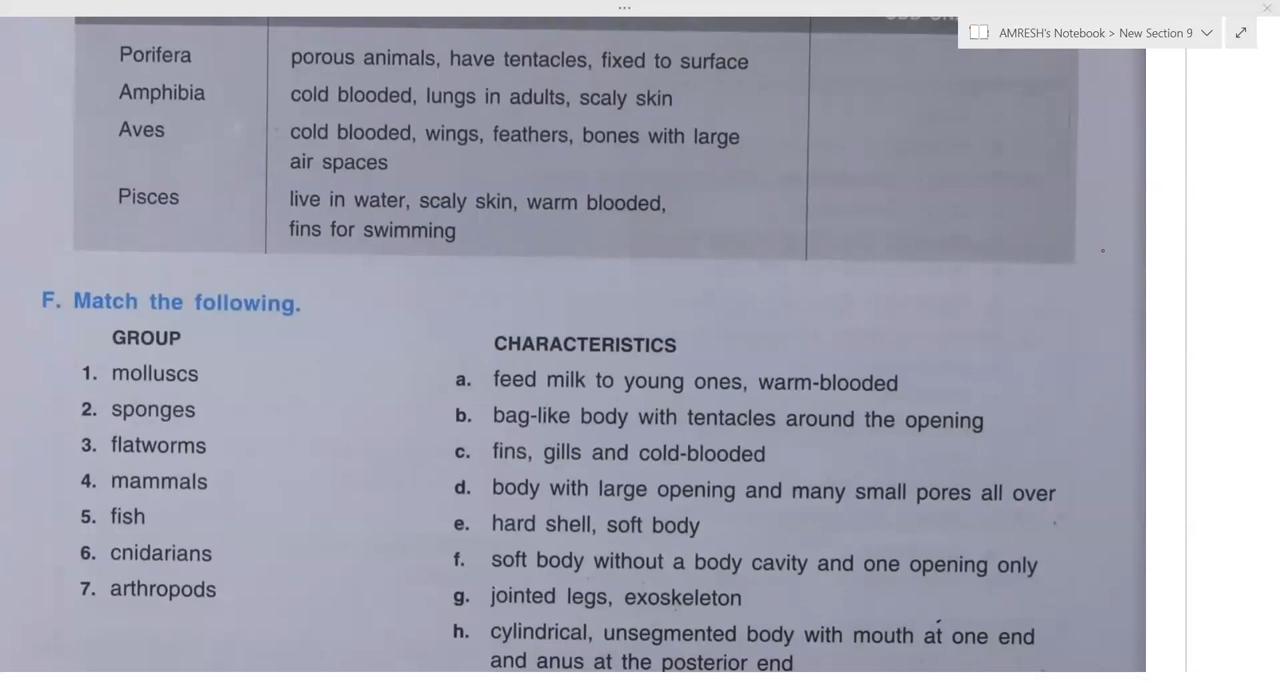 AMRESH's Notebook > New Section 9
Porifera porous animals, have tentacles, fixed to surface
Amphibia cold blooded, lungs in adults, scaly skin
Aves cold blooded, wings, feathers, bones with large
air spaces
Pisces live in water, scaly skin, warm blooded,
fins for swimming
F. Match the following.
GROUP CHARACTERISTICS
1. molluscs a. feed milk to young ones, warm-blooded
2. sponges b. bag-like body with tentacles around the opening
3. flatworms c. fins, gills and cold-blooded
4. mammals d. body with large opening and many small pores all over
5. fish e. hard shell, soft body
6. cnidarians f. soft body without a body cavity and one opening only
7. arthropods g. jointed legs, exoskeleton
h. cylindrical, unsegmented body with mouth at one end
and anus at the posterior end